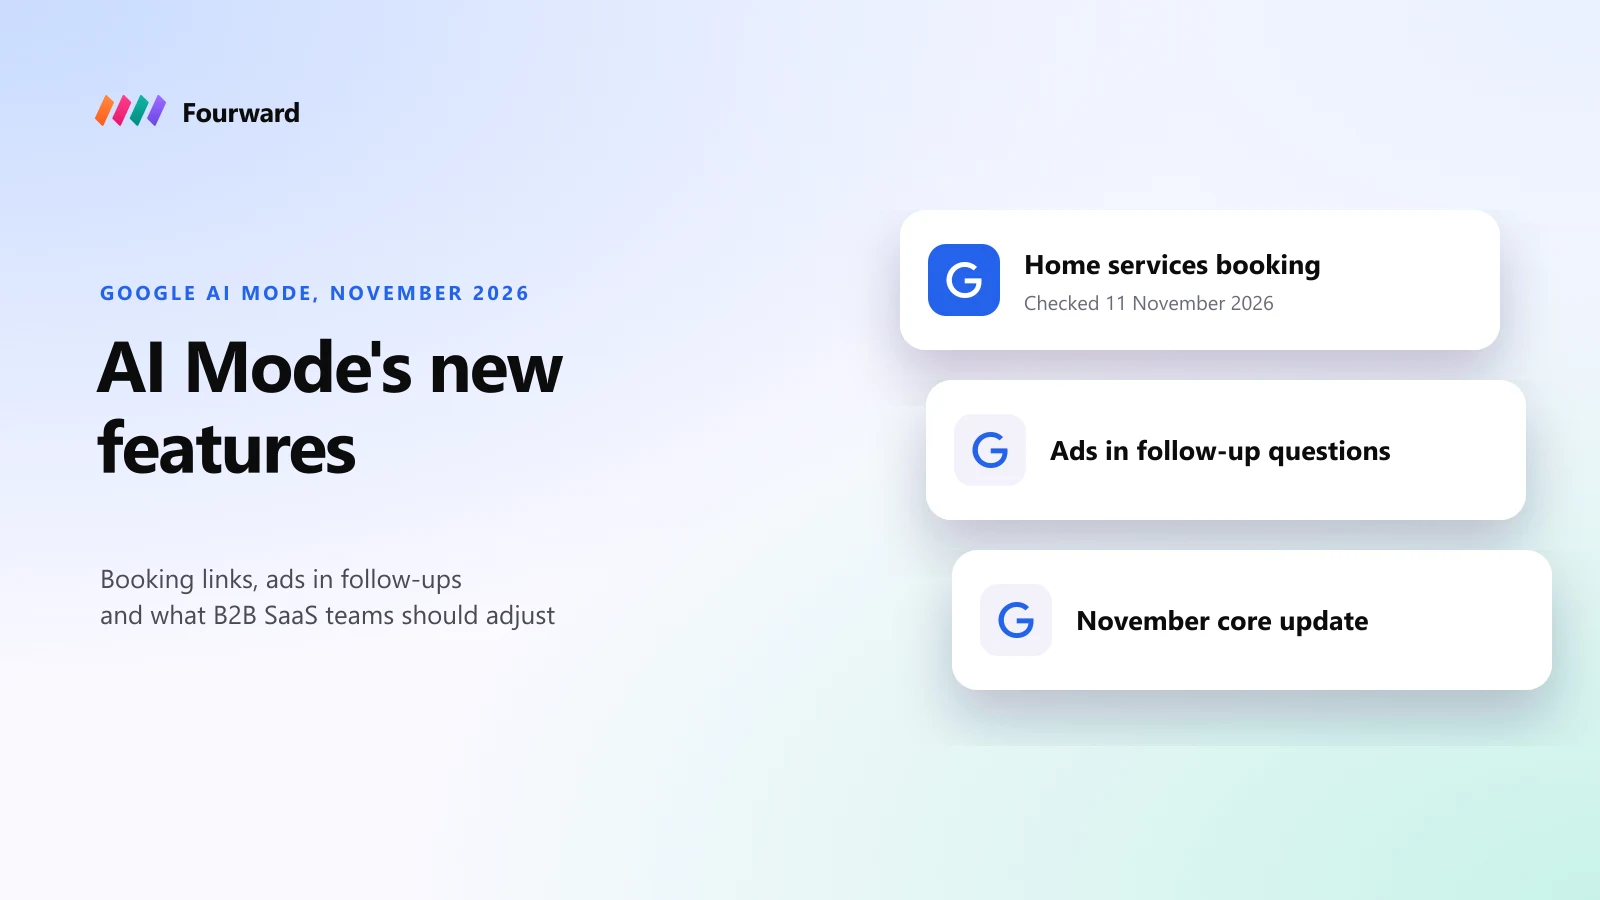 Fourward
GOOGLE AI MODE, NOVEMBER 2026
AI Mode's new
features
Booking links, ads in follow-ups
and what B2B SaaS teams should adjust
Home services booking
Checked 11 November 2026
Ads in follow-up questions
November core update